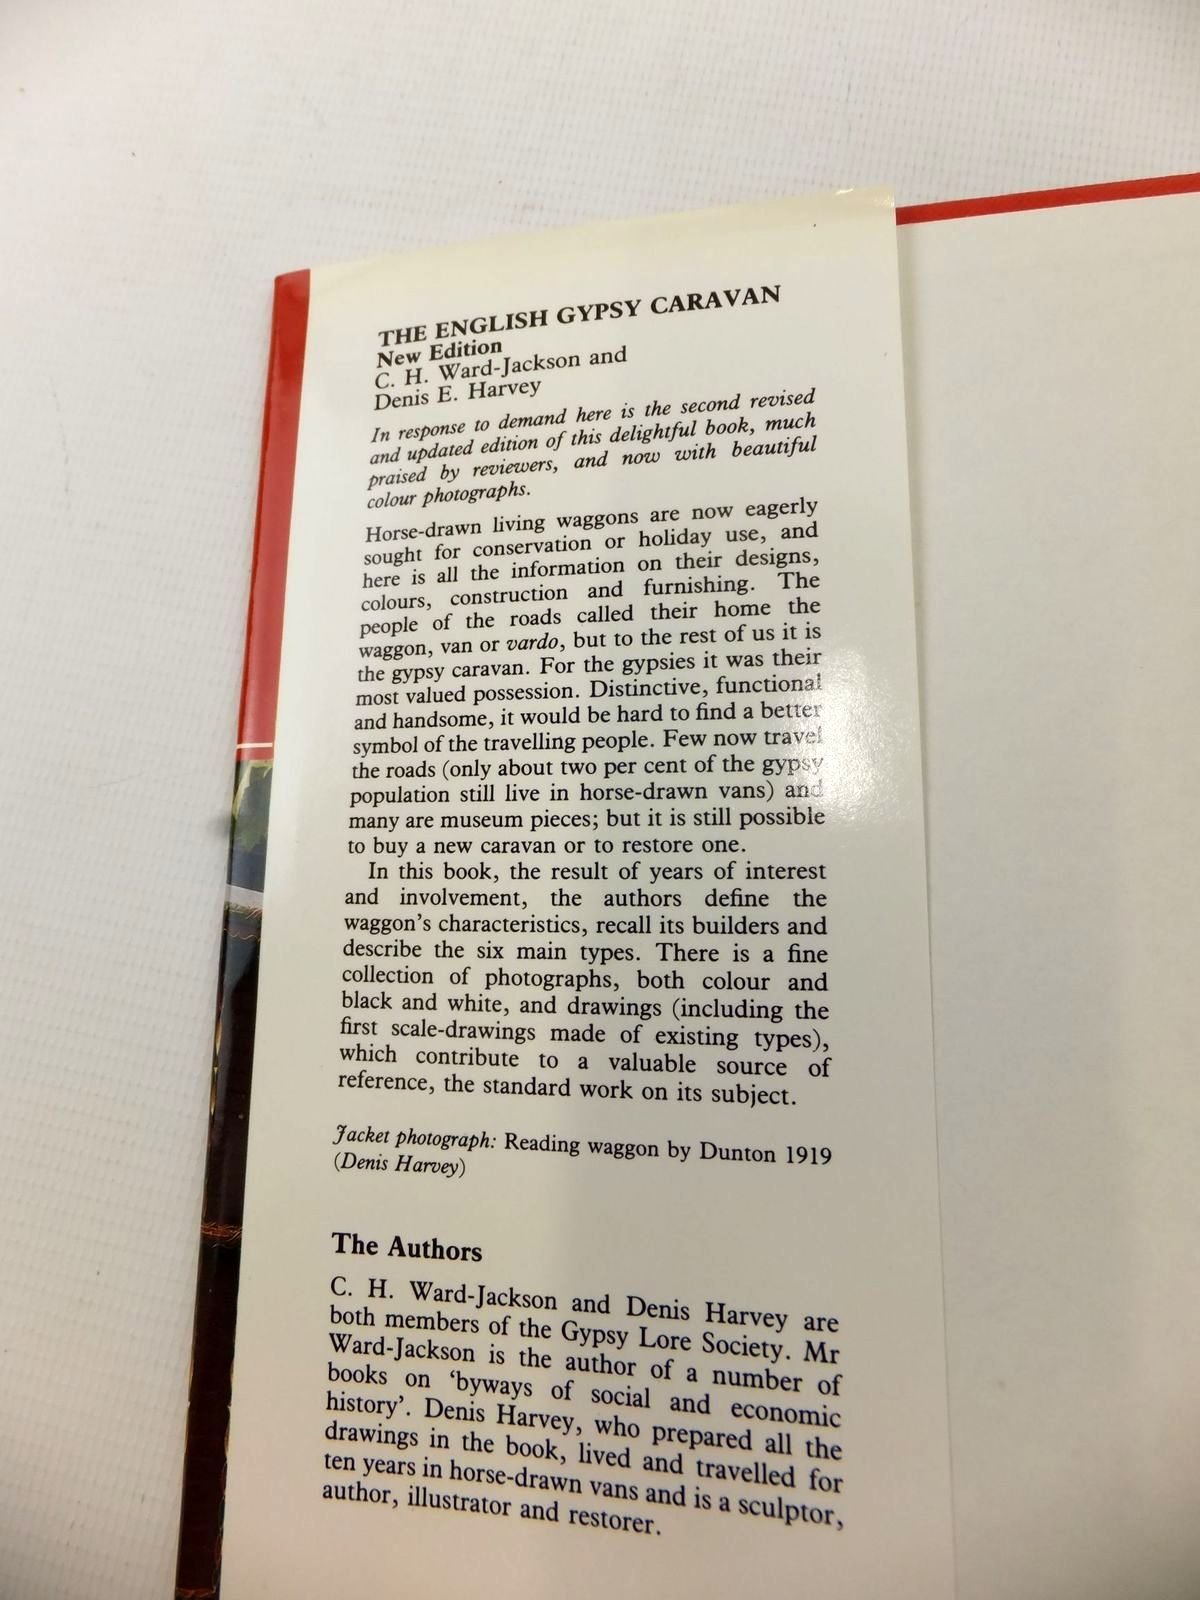 THE ENGLISH GYPSY CARAVAN
New Edition
C. H. Ward-Jackson and
Denis E. Harvey
In response to demand here is the second revised
and updated edition of this delightful book, much
praised by reviewers, and now with beautiful
colour photographs.
Horse-drawn living waggons are now eagerly
sought for conservation or holiday use, and
here is all the information on their designs,
colours, construction and furnishing. The
people of the roads called their home the
waggon, van or vardo, but to the rest of us it is
the gypsy caravan. For the gypsies it was their
most valued possession. Distinctive, functional
and handsome, it would be hard to find a better
symbol of the travelling people. Few now travel
the roads (only about two per cent of the gypsy
population still live in horse-drawn vans) and
many are museum pieces; but it is still possible
to buy a new caravan or to restore one.
In this book, the result of years of interest
and involvement, the authors define the
waggon's characteristics, recall its builders and
describe the six main types. There is a fine
collection of photographs, both colour and
black and white, and drawings (including the
first scale-drawings made of existing types),
which contribute to a valuable source of
reference, the standard work on its subject.
Jacket photograph: Reading waggon by Dunton 1919
(Denis Harvey)
The Authors
C. H. Ward-Jackson and Denis Harvey are
both members of the Gypsy Lore Society. Mr
Ward-Jackson is the author of a number of
books on 'byways of social and economic
history'. Denis Harvey, who prepared all the
drawings in the book, lived and travelled for
ten years in horse-drawn vans and is a sculptor,
author, illustrator and restorer.